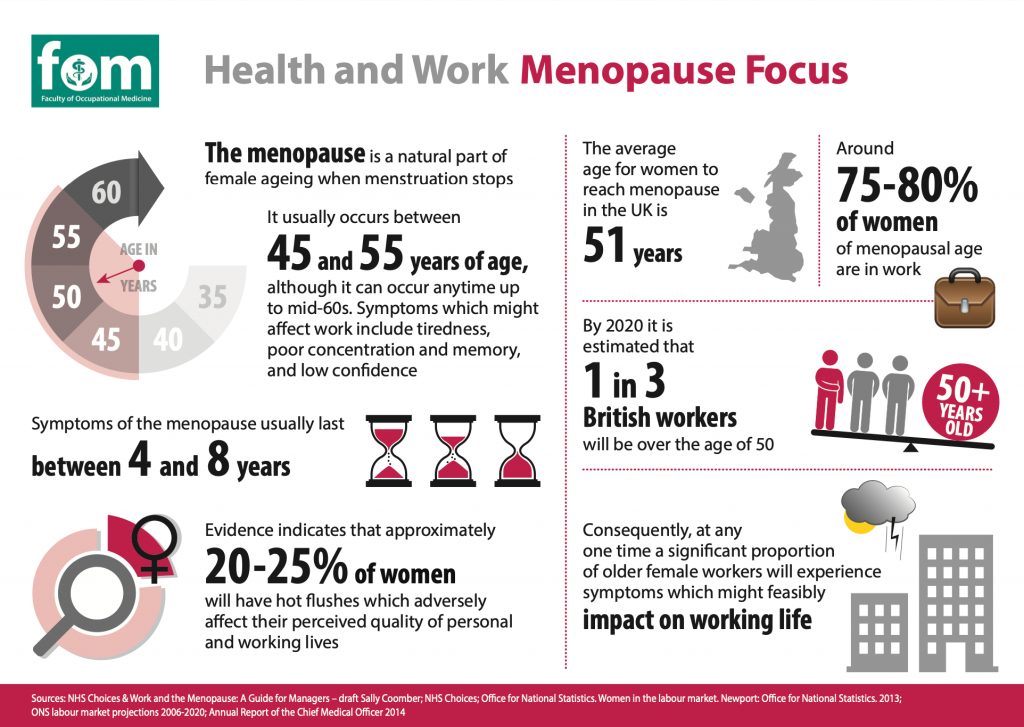 fom
Faculty of Occupational Medicine
Health and Work Menopause Focus
60
55
50
45
40
35
AGE IN
YEARS
The menopause is a natural part of
female ageing when menstruation stops
It usually occurs between
45 and 55 years of age,
although it can occur anytime up
to mid-60s. Symptoms which might
affect work include tiredness,
poor concentration and memory,
and low confidence
Symptoms of the menopause usually last
between 4 and 8 years
Evidence indicates that approximately
20-25% of women
will have hot flushes which adversely
affect their perceived quality of personal
and working lives
The average
age for women to
reach menopause
in the UK is
51 years
Around
75-80%
of women
of menopausal age
are in work
By 2020 it is
estimated that
1 in 3
British workers
will be over the age of 50
50+
YEARS
OLD
Consequently, at any
one time a significant proportion
of older female workers will experience
symptoms which might feasibly
impact on working life
Sources: NHS Choices & Work and the Menopause: A Guide for Managers – draft Sally Coomber; NHS Choices; Office for National Statistics. Women in the labour market. Newport: Office for National Statistics. 2013;
ONS labour market projections 2006-2020; Annual Report of the Chief Medical Officer 2014